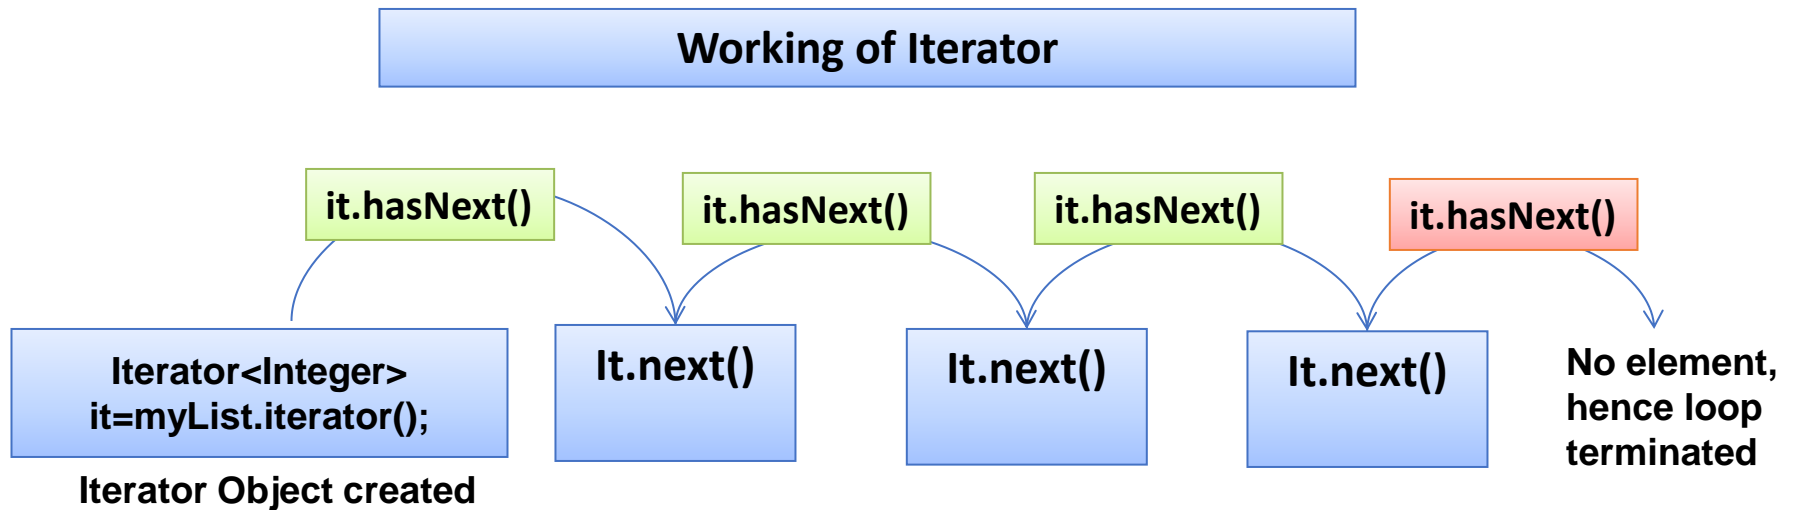 Working of Iterator
it.hasNext()
it.hasNext()
it.hasNext()
it.hasNext()
Iterator<Integer>
it=myList.iterator();
Iterator Object created
It.next()
It.next()
It.next()
No element,
hence loop
terminated